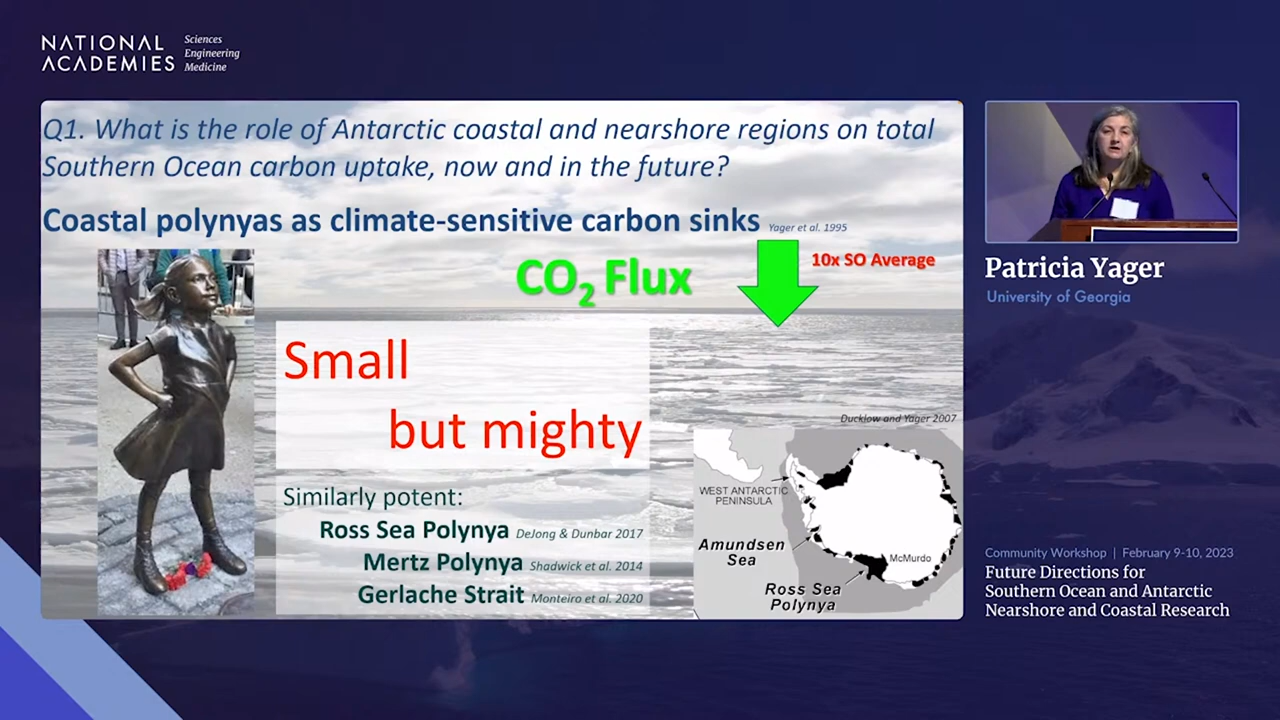 NATIONAL ACADEMIES
Sciences
Engineering
Medicine
Q1. What is the role of Antarctic coastal and nearshore regions on total
Southern Ocean carbon uptake, now and in the future?
Coastal polynyas as climate-sensitive carbon sinks Yager et al. 1995
CO₂ Flux
10x SO Average
Small
but mighty
Similarly potent:
Ross Sea Polynya DeJong & Dunbar 2017
Mertz Polynya Shadwick et al. 2014
Gerlache Strait Monteiro et al. 2020
Ducklow and Yager 2007
WEST ANTARCTIC
PENINSULA
Amundsen
Sea
McMurdo
Ross Sea
Polynya
Patricia Yager
University of Georgia
Community Workshop | February 9-10, 2023
Future Directions for
Southern Ocean and Antarctic
Nearshore and Coastal Research